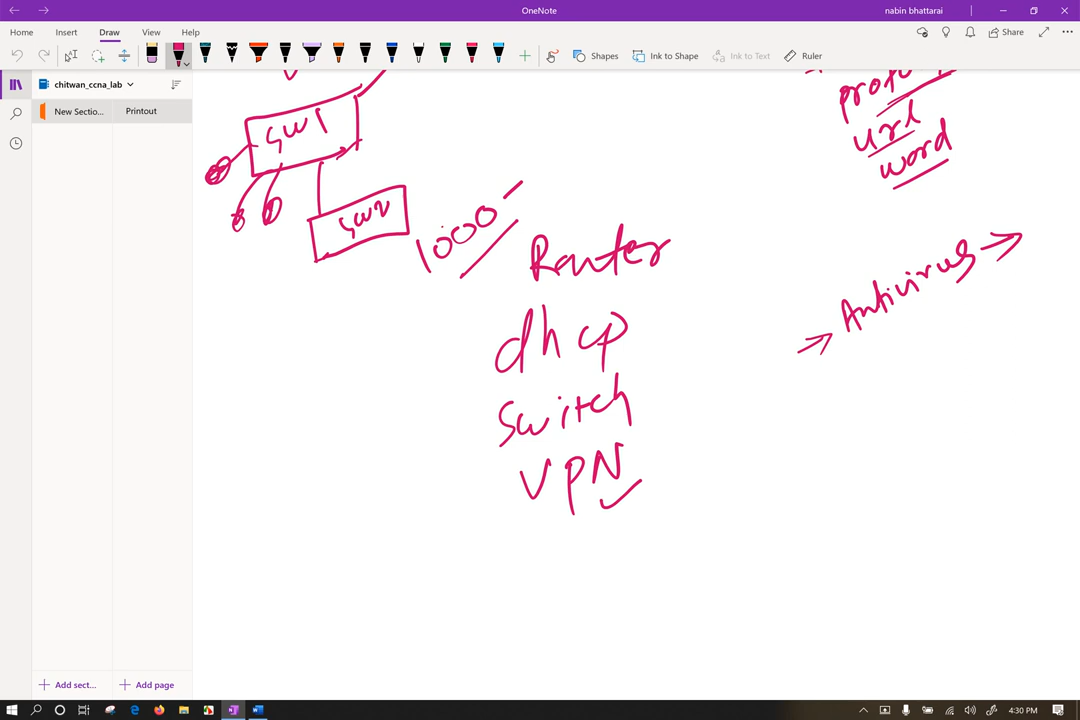 OneNote
nabin bhattarai
Home
Insert
Draw
View
Help
Share
Shapes
Ink to Shape
Ink to Text
Ruler
chitwan_ccna_lab
New Sectio...
Printout
url
word
SW1
SW2
1000
Router
dhcp
Switch
VPN
Antivirus
Add sect...
Add page
4:30 PM